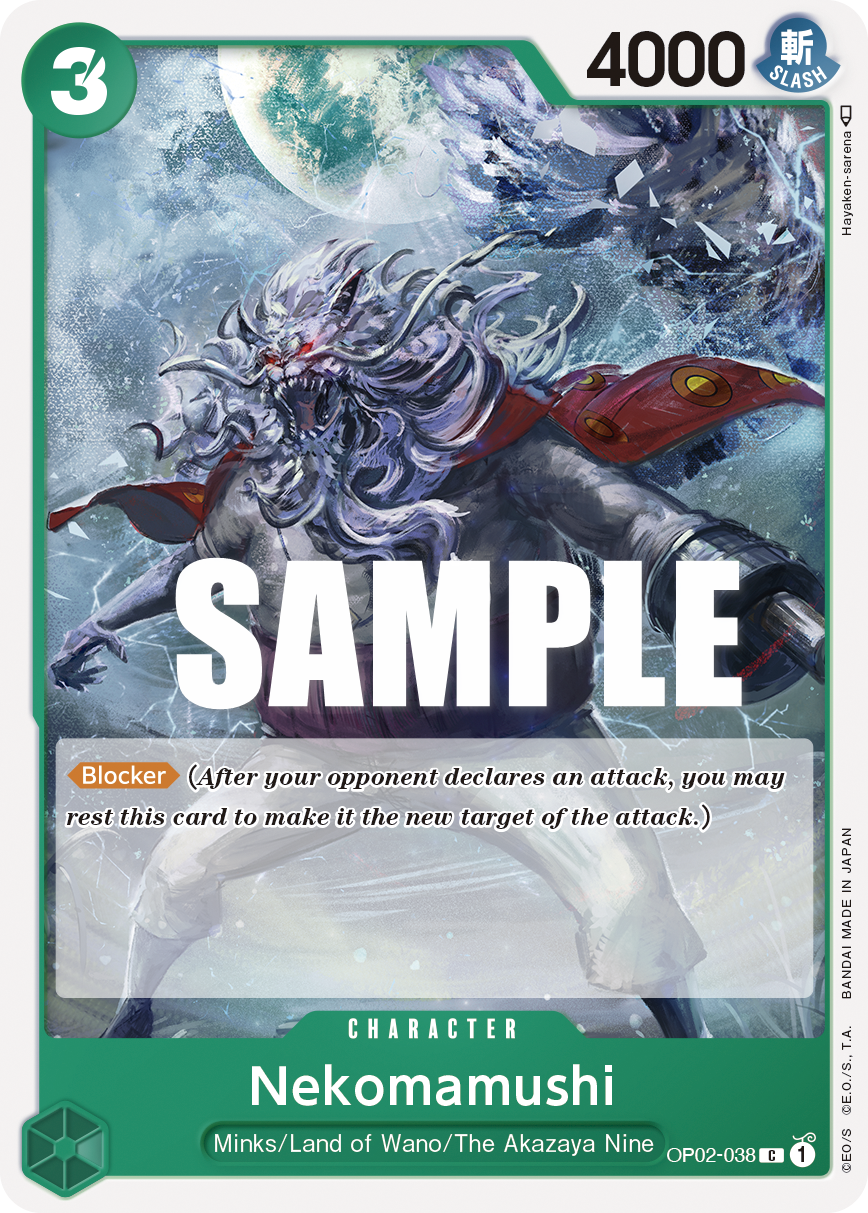 3
4000
斬
SLASH
Hayaken-sarena
SAMPLE
Blocker (After your opponent declares an attack, you may
rest this card to make it the new target of the attack.)
CHARACTER
Nekomamushi
Minks/Land of Wano/The Akazaya Nine
OP02-038 C 1
©EO/S ©E.O./S., T.A. BANDAI MADE IN JAPAN